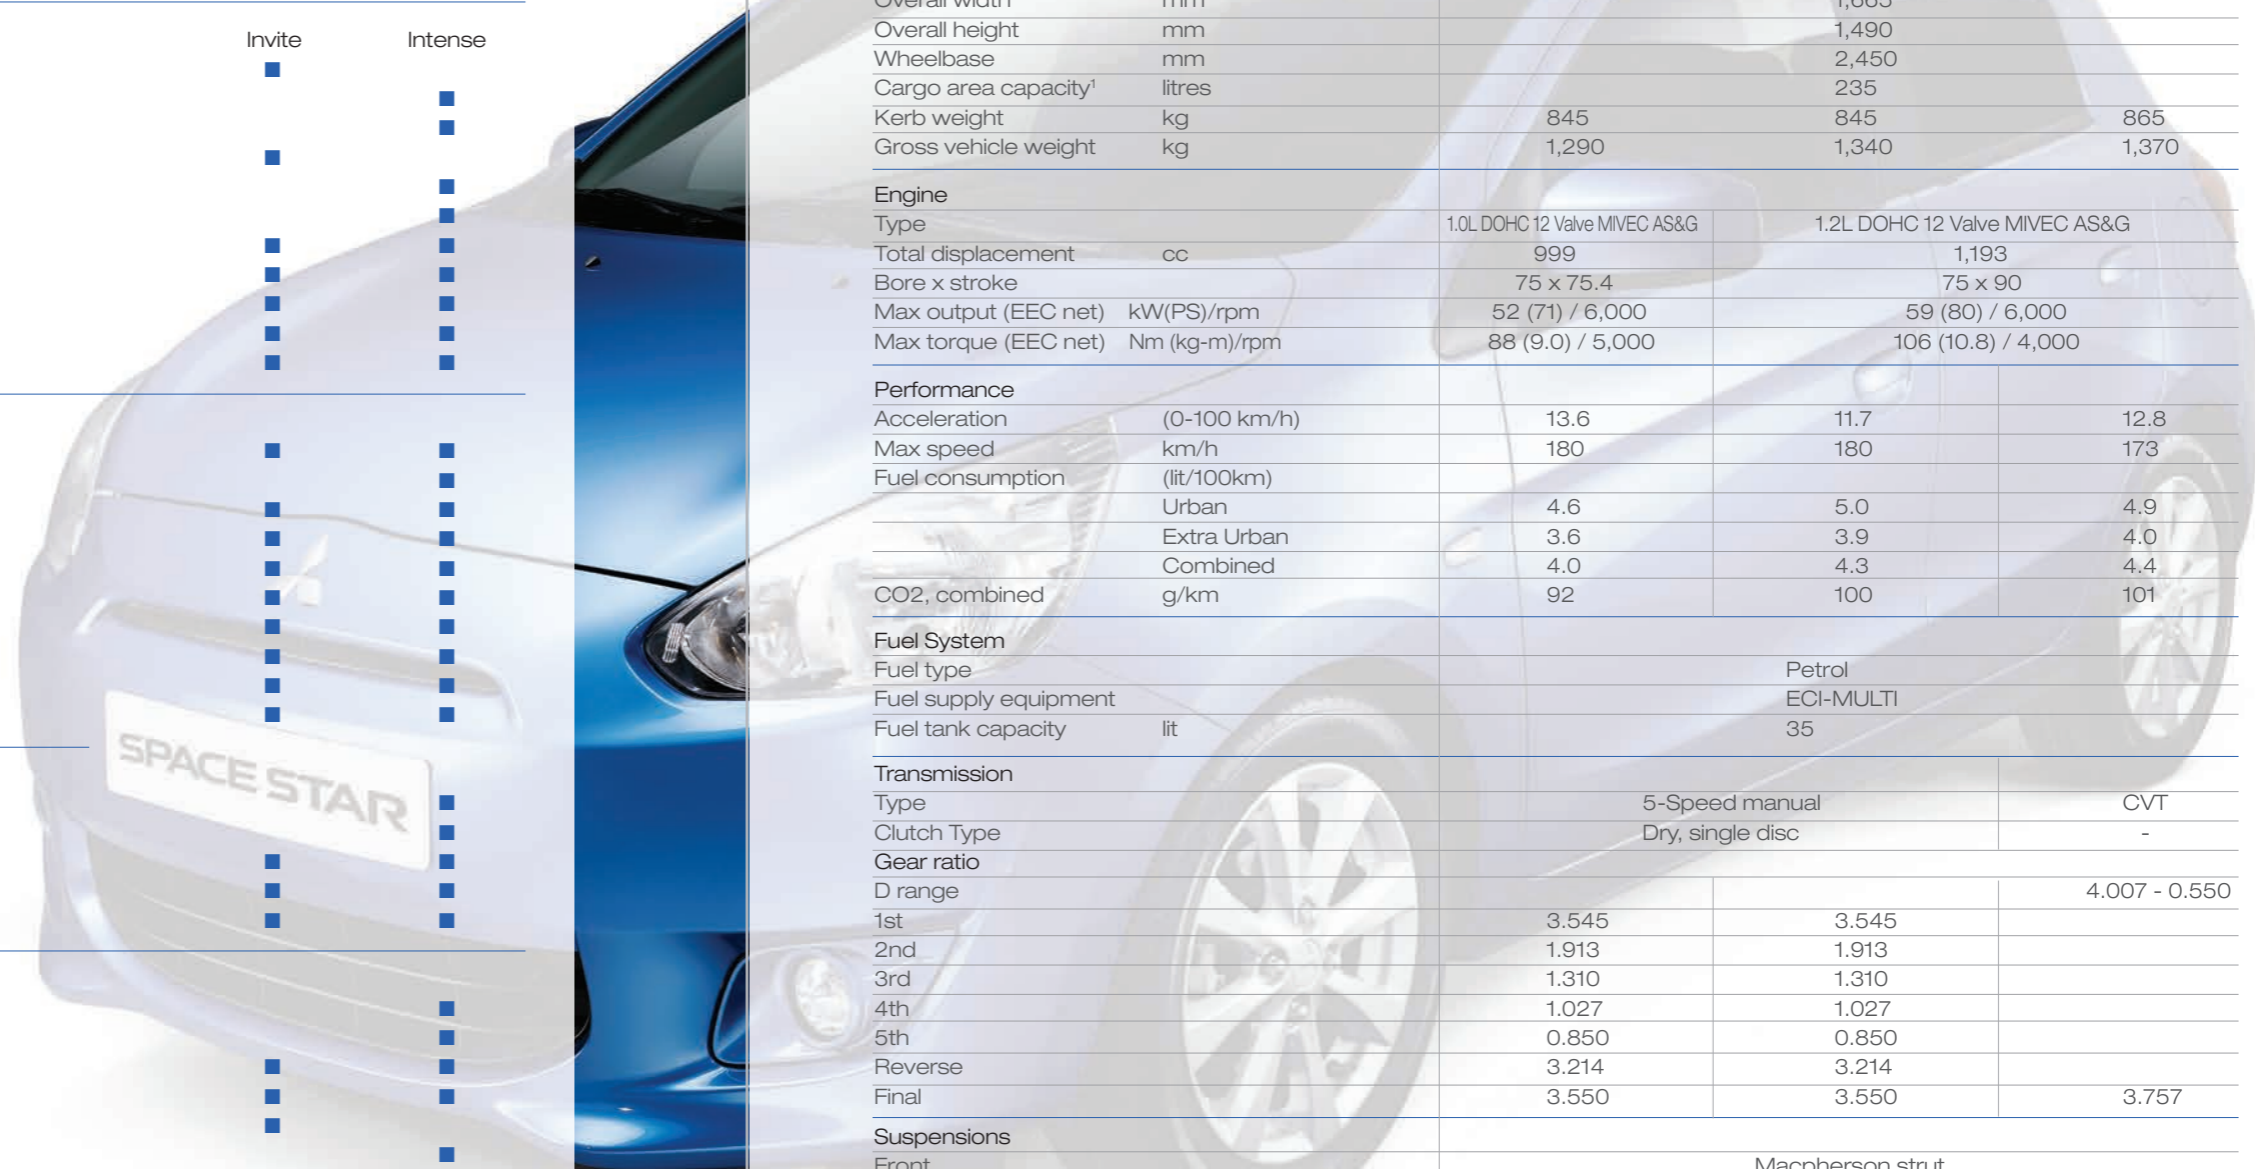 Invite Intense
SPACE STAR
Overall width mm 1,665
Overall height mm 1,490
Wheelbase mm 2,450
Cargo area capacity¹ litres 235
Kerb weight kg 845 845 865
Gross vehicle weight kg 1,290 1,340 1,370
Engine
Type 1.0L DOHC 12 Valve MIVEC AS&G 1.2L DOHC 12 Valve MIVEC AS&G
Total displacement cc 999 1,193
Bore x stroke 75 x 75.4 75 x 90
Max output (EEC net) kW(PS)/rpm 52 (71) / 6,000 59 (80) / 6,000
Max torque (EEC net) Nm (kg-m)/rpm 88 (9.0) / 5,000 106 (10.8) / 4,000
Performance
Acceleration (0-100 km/h) 13.6 11.7 12.8
Max speed km/h 180 180 173
Fuel consumption (lit/100km)
Urban 4.6 5.0 4.9
Extra Urban 3.6 3.9 4.0
Combined 4.0 4.3 4.4
CO2, combined g/km 92 100 101
Fuel System
Fuel type Petrol
Fuel supply equipment ECI-MULTI
Fuel tank capacity lit 35
Transmission
Type 5-Speed manual CVT
Clutch Type Dry, single disc -
Gear ratio
D range 4.007 - 0.550
1st 3.545 3.545
2nd 1.913 1.913
3rd 1.310 1.310
4th 1.027 1.027
5th 0.850 0.850
Reverse 3.214 3.214
Final 3.550 3.550 3.757
Suspensions
Front Macpherson strut